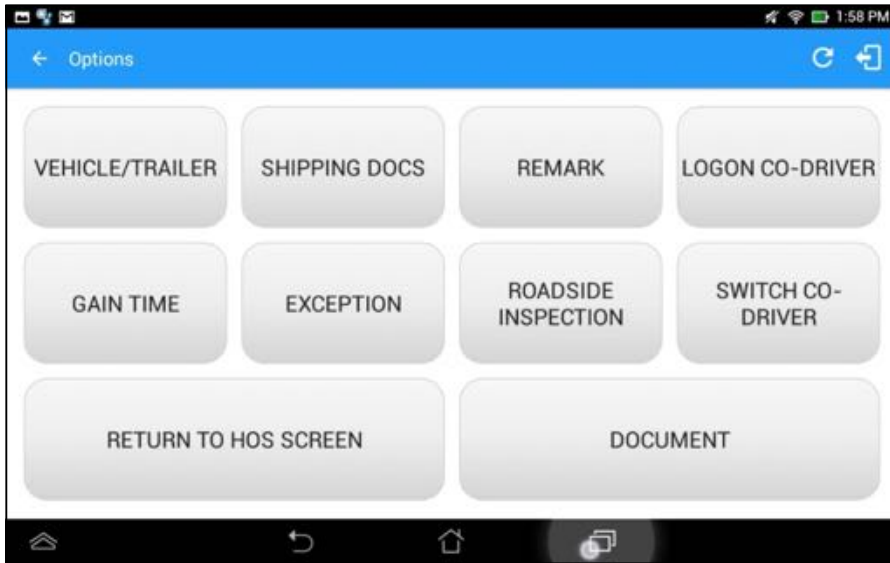 1:58 PM
Options
VEHICLE/TRAILER
SHIPPING DOCS
REMARK
LOGON CO-DRIVER
GAIN TIME
EXCEPTION
ROADSIDE
INSPECTION
SWITCH CO-
DRIVER
RETURN TO HOS SCREEN
DOCUMENT